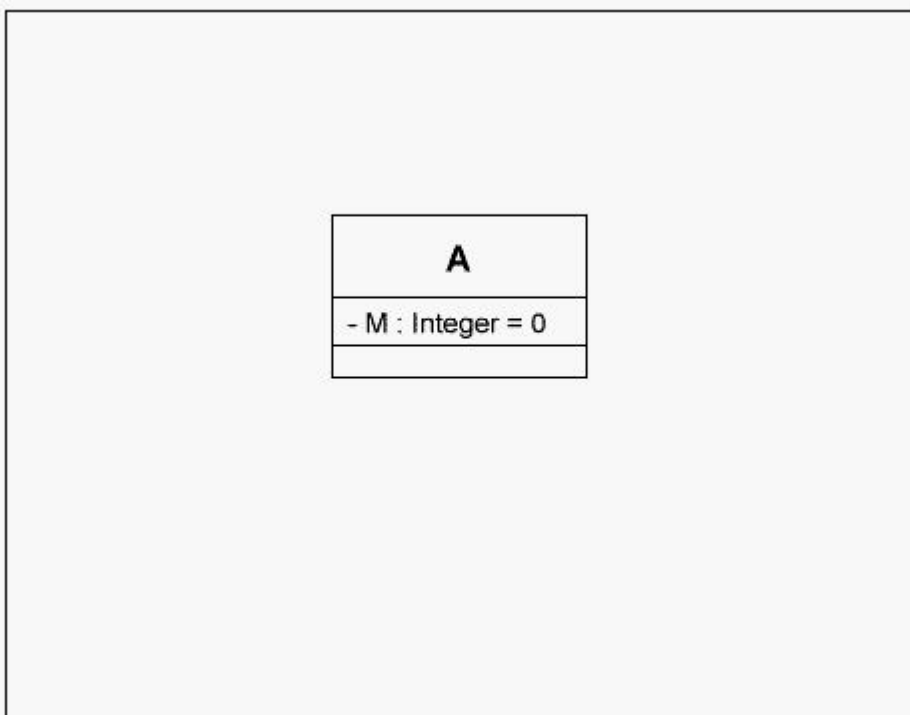 A
- M : Integer = 0